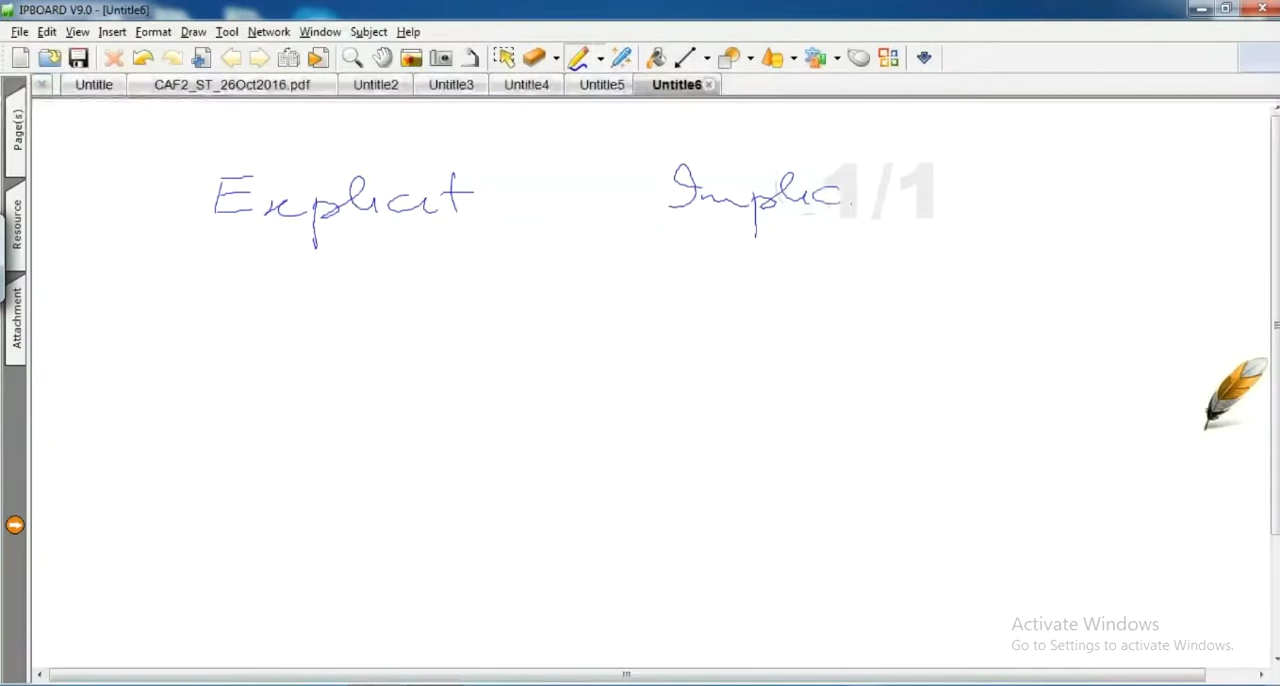 IPBOARD V9.0 - [Untitle6]
File Edit View Insert Format Draw Tool Network Window Subject Help
Untitle CAF2_ST_26Oct2016.pdf Untitle2 Untitle3 Untitle4 Untitle5 Untitle6
Page(s)
Resource
Attachment
Explicit Implic
1/1
Activate Windows
Go to Settings to activate Windows.